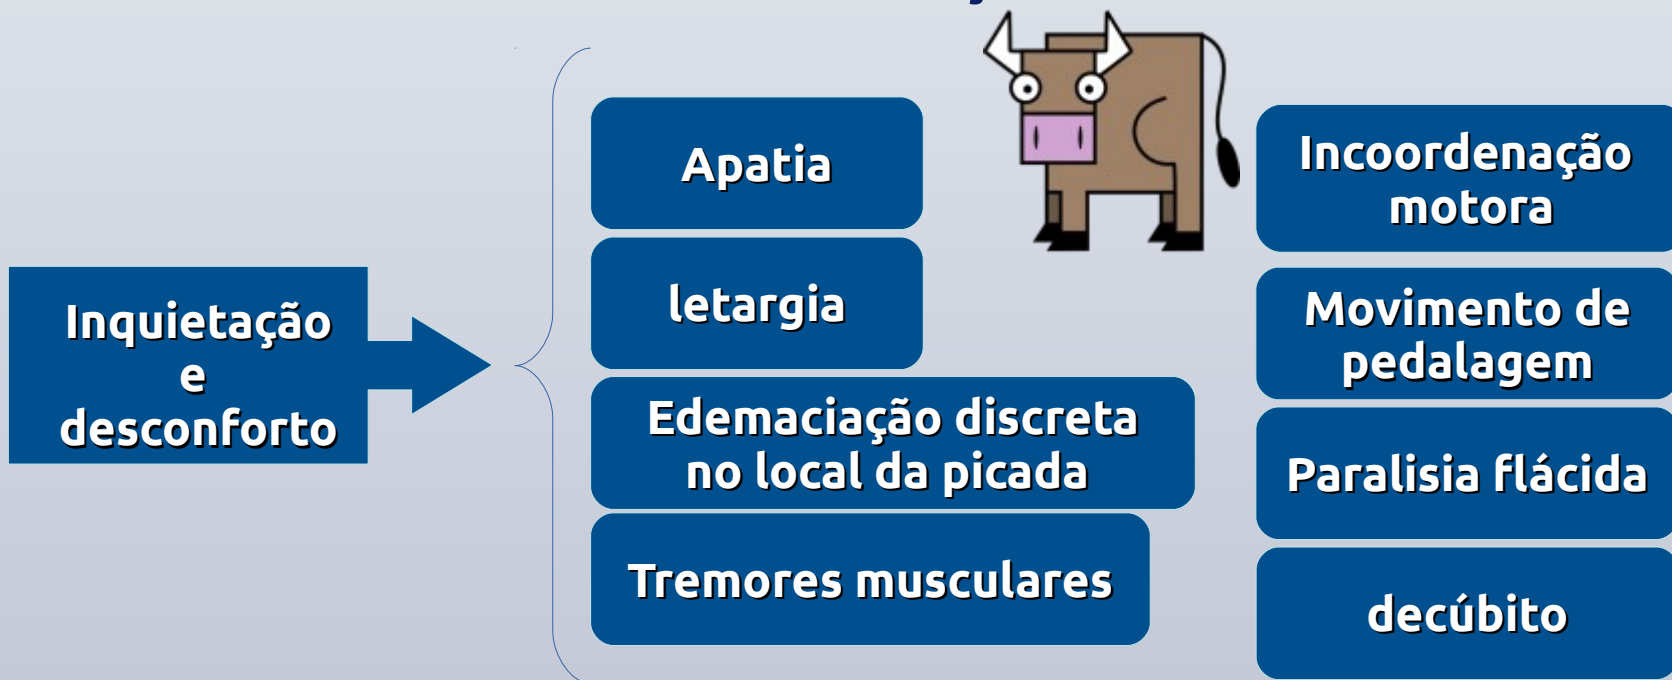 Inquietação
e
desconforto
Apatia
letargia
Edemaciação discreta
no local da picada
Tremores musculares
Incoordenação
motora
Movimento de
pedalagem
Paralisia flácida
decúbito